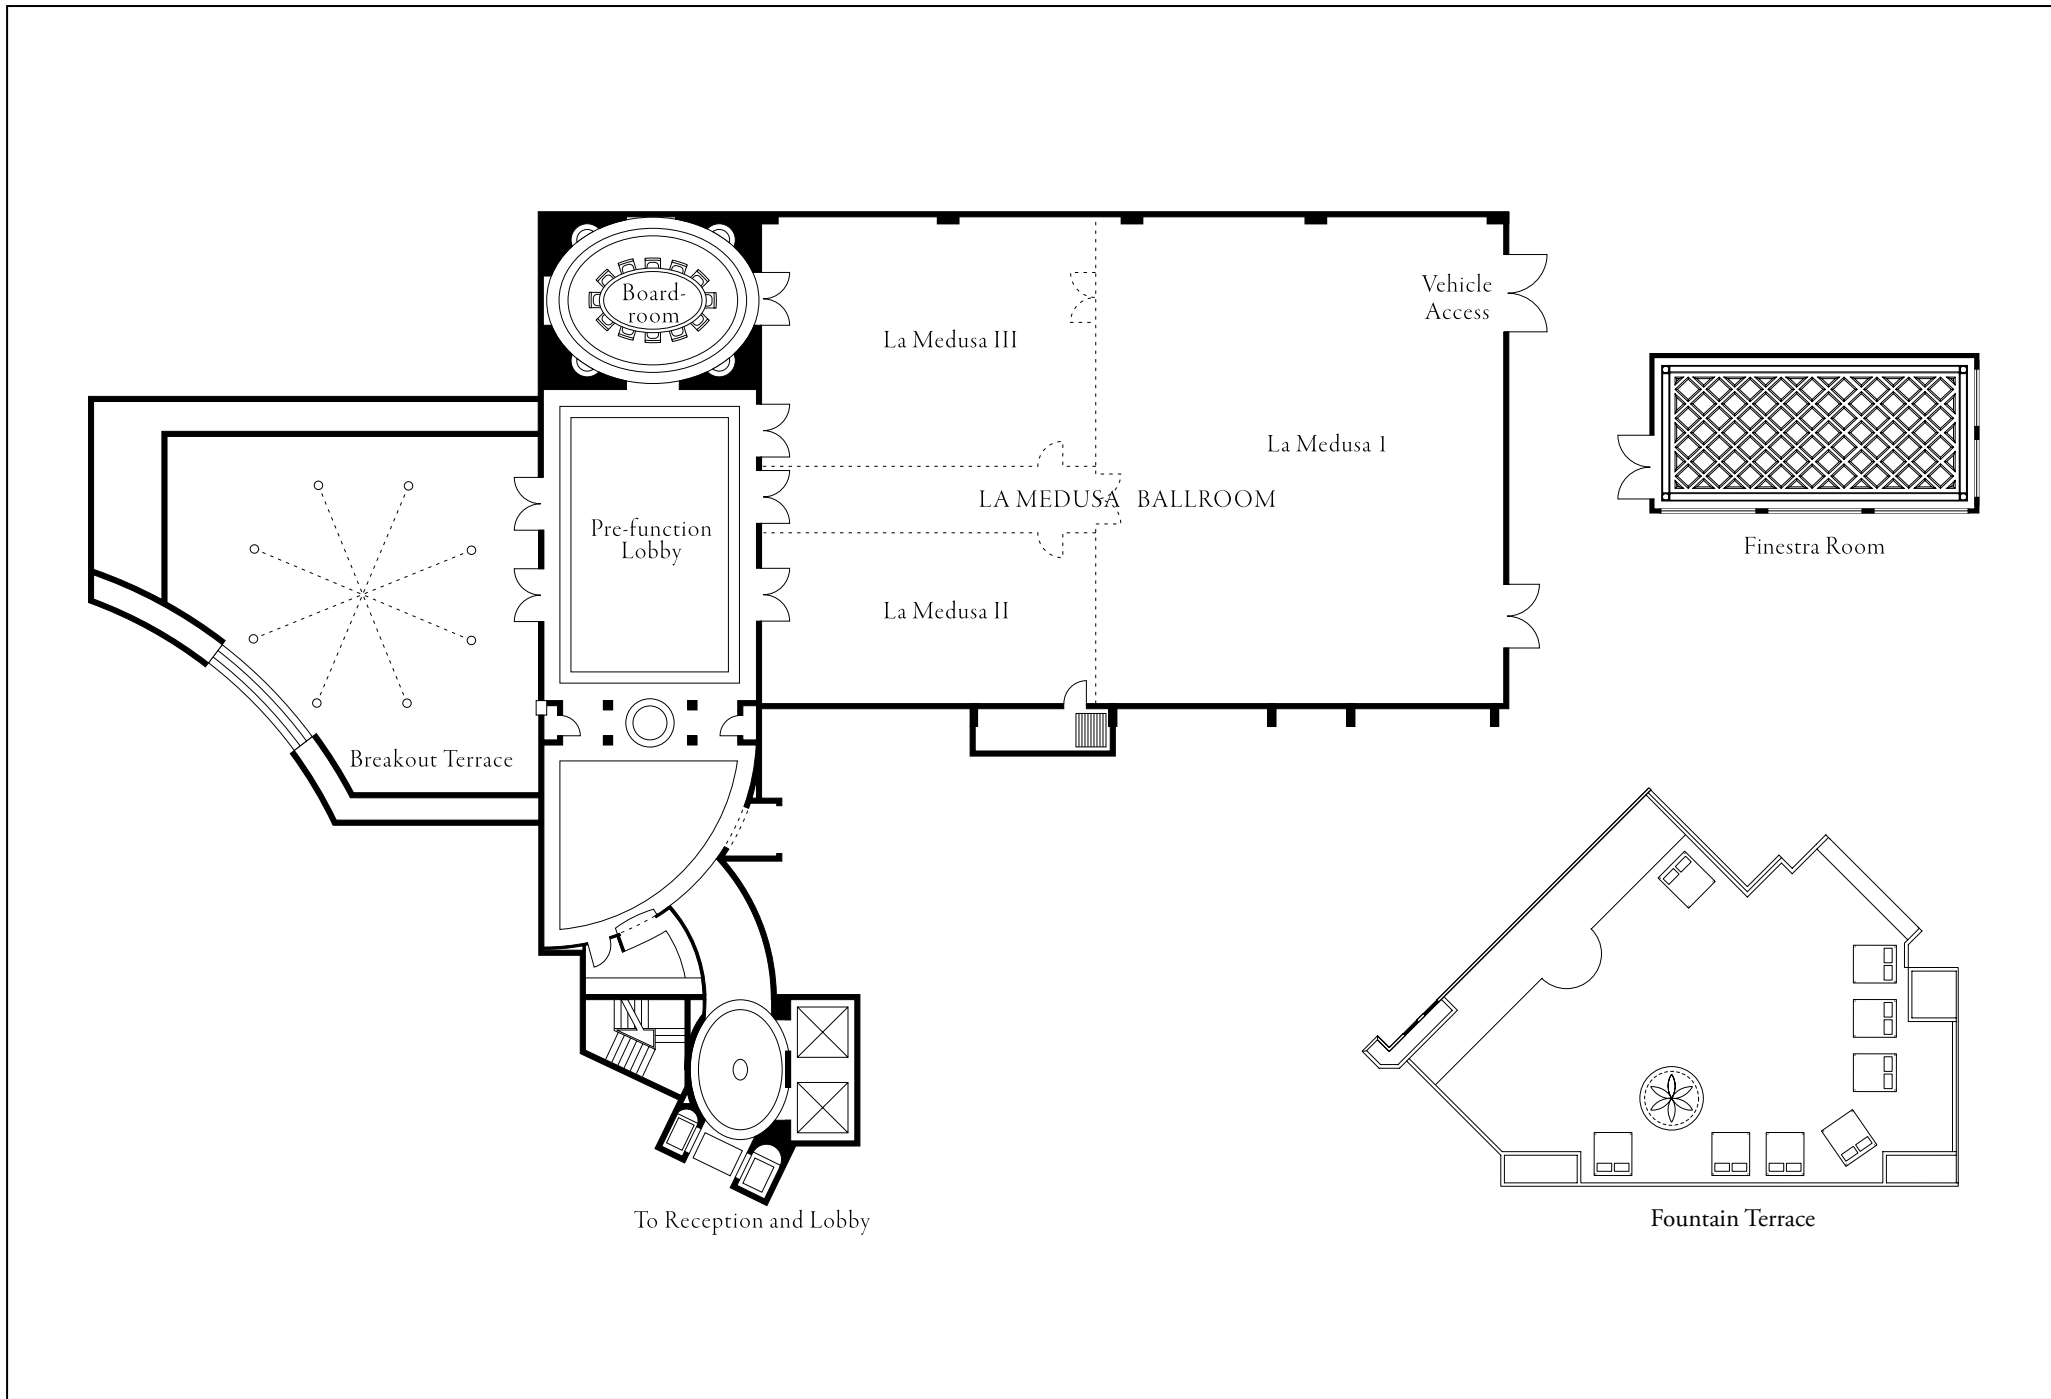 Board-
room
Vehicle
Access
La Medusa III
La Medusa 1
LA MEDUSA BALLROOM
Pre-function
Lobby
Finestra Room
La Medusa II
Breakout Terrace
To Reception and Lobby
Fountain Terrace